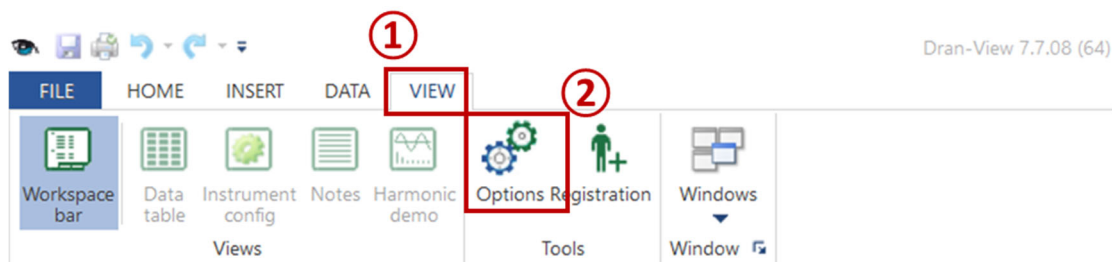 ①
Dran-View 7.7.08 (64)
FILE HOME INSERT DATA VIEW
②
Workspace bar
Data table
Instrument config
Notes
Harmonic demo
Options
Registration
Windows
Views
Tools
Window